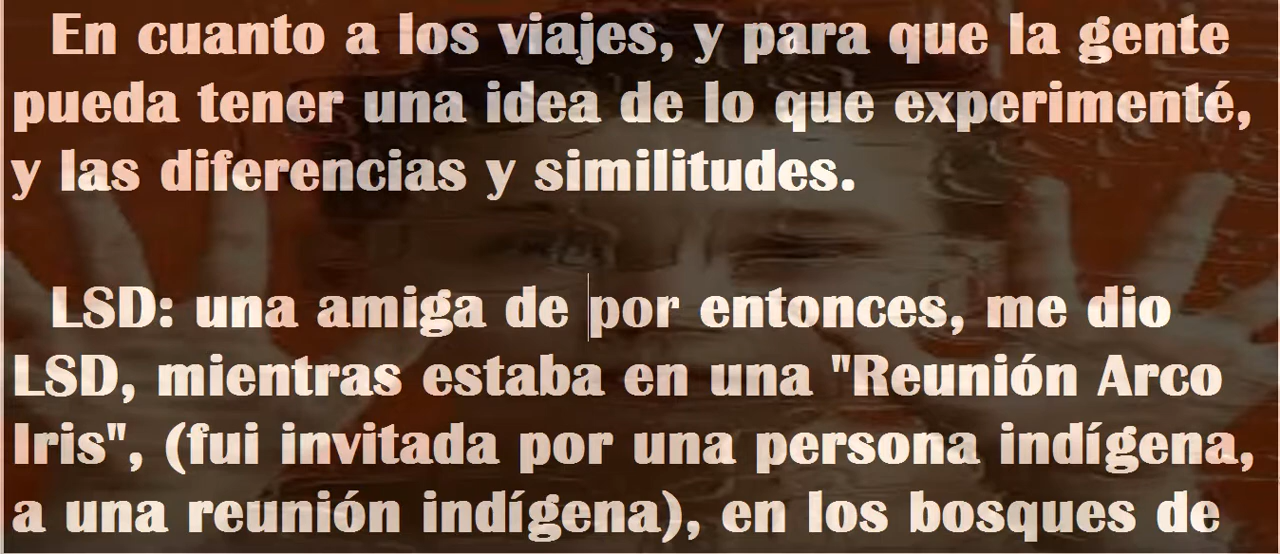 En cuanto a los viajes, y para que la gente
pueda tener una idea de lo que experimenté,
y las diferencias y similitudes.
LSD: una amiga de por entonces, me dio
LSD, mientras estaba en una "Reunión Arco
Iris", (fui invitada por una persona indígena,
a una reunión indígena), en los bosques de